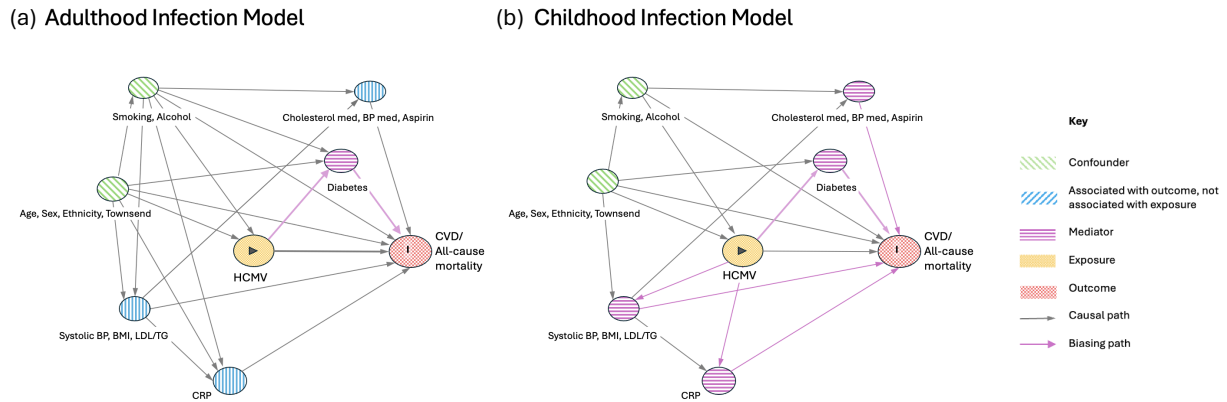 (a) Adulthood Infection Model
Smoking, Alcohol
Cholesterol med, BP med, Aspirin
Diabetes
Age, Sex, Ethnicity, Townsend
HCMV
CVD/
All-cause
mortality
Systolic BP, BMI, LDL/TG
CRP
(b) Childhood Infection Model
Smoking, Alcohol
Cholesterol med, BP med, Aspirin
Diabetes
Age, Sex, Ethnicity, Townsend
HCMV
CVD/
All-cause
mortality
Systolic BP, BMI, LDL/TG
CRP
Key
Confounder
Associated with outcome, not
associated with exposure
Mediator
Exposure
Outcome
Causal path
Biasing path